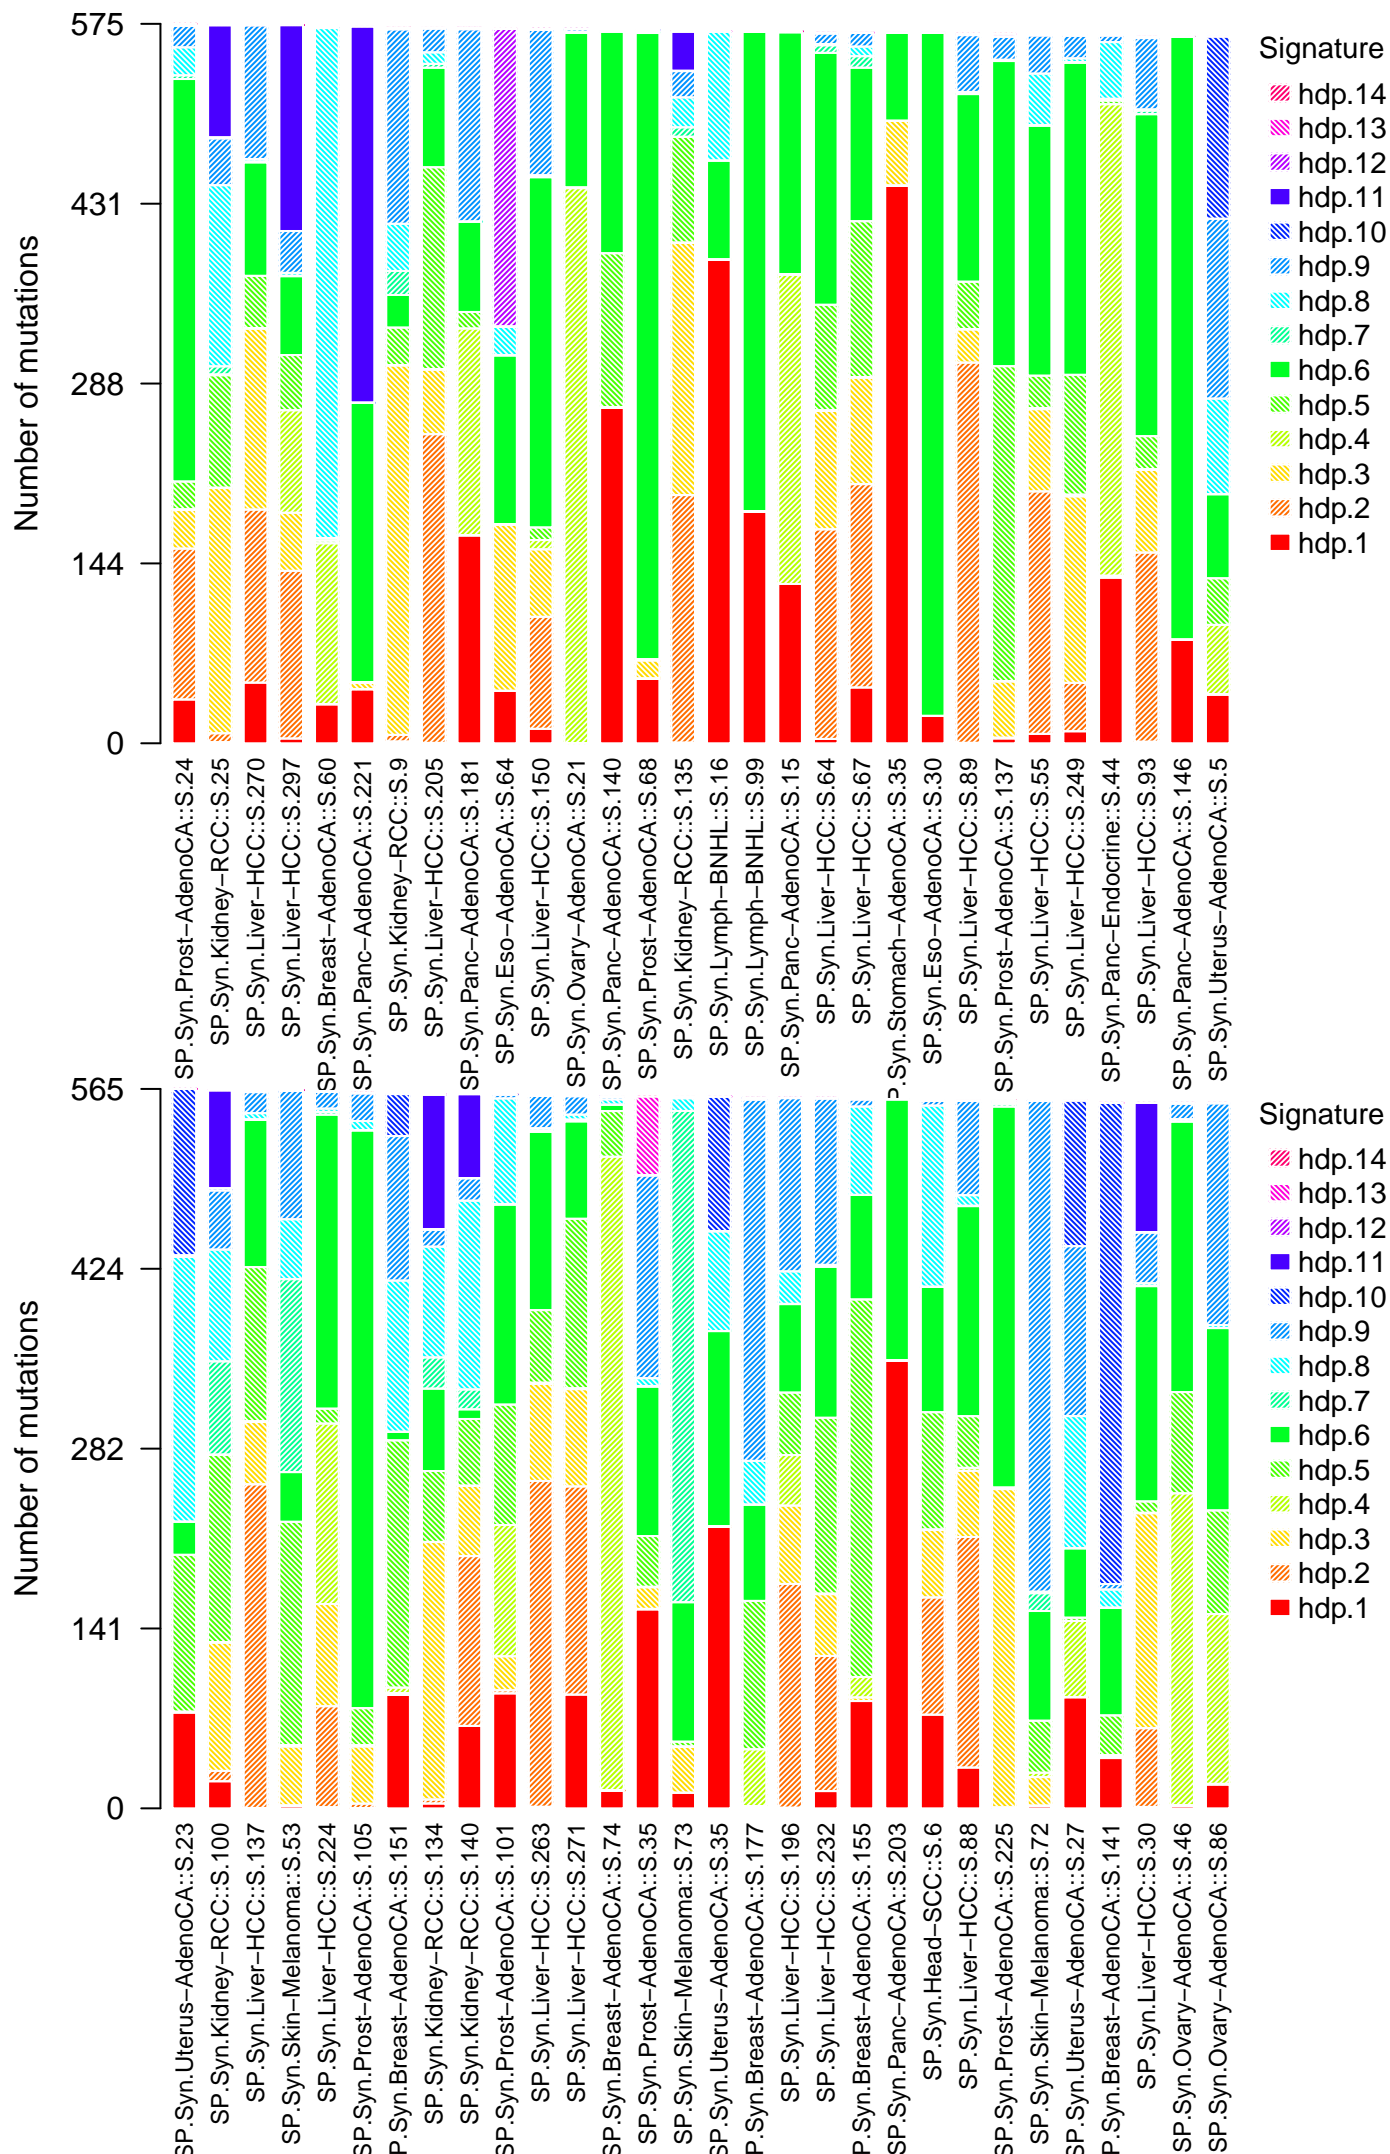 Number of mutations
575
431
288
144
0
Signature
hdp.14
hdp.13
hdp.12
hdp.11
hdp.10
hdp.9
hdp.8
hdp.7
hdp.6
hdp.5
hdp.4
hdp.3
hdp.2
hdp.1
SP.Syn.Prost−AdenoCA::S.24
SP.Syn.Kidney−RCC::S.25
SP.Syn.Liver−HCC::S.270
SP.Syn.Liver−HCC::S.297
SP.Syn.Breast−AdenoCA::S.60
SP.Syn.Panc−AdenoCA::S.221
SP.Syn.Kidney−RCC::S.9
SP.Syn.Liver−HCC::S.205
SP.Syn.Panc−AdenoCA::S.181
SP.Syn.Eso−AdenoCA::S.64
SP.Syn.Liver−HCC::S.150
SP.Syn.Ovary−AdenoCA::S.21
SP.Syn.Panc−AdenoCA::S.140
SP.Syn.Prost−AdenoCA::S.68
SP.Syn.Kidney−RCC::S.135
SP.Syn.Lymph−BNHL::S.16
SP.Syn.Lymph−BNHL::S.99
SP.Syn.Panc−AdenoCA::S.15
SP.Syn.Liver−HCC::S.64
SP.Syn.Liver−HCC::S.67
P.Syn.Stomach−AdenoCA::S.35
SP.Syn.Eso−AdenoCA::S.30
SP.Syn.Liver−HCC::S.89
SP.Syn.Prost−AdenoCA::S.137
SP.Syn.Liver−HCC::S.55
SP.Syn.Liver−HCC::S.249
SP.Syn.Panc−Endocrine::S.44
SP.Syn.Liver−HCC::S.93
SP.Syn.Panc−AdenoCA::S.146
SP.Syn.Uterus−AdenoCA::S.5
Number of mutations
565
424
282
141
0
Signature
hdp.14
hdp.13
hdp.12
hdp.11
hdp.10
hdp.9
hdp.8
hdp.7
hdp.6
hdp.5
hdp.4
hdp.3
hdp.2
hdp.1
SP.Syn.Uterus−AdenoCA::S.23
SP.Syn.Kidney−RCC::S.100
SP.Syn.Liver−HCC::S.137
SP.Syn.Skin−Melanoma::S.53
SP.Syn.Liver−HCC::S.224
SP.Syn.Prost−AdenoCA::S.105
P.Syn.Breast−AdenoCA::S.151
SP.Syn.Kidney−RCC::S.134
SP.Syn.Kidney−RCC::S.140
SP.Syn.Prost−AdenoCA::S.101
SP.Syn.Liver−HCC::S.263
SP.Syn.Liver−HCC::S.271
SP.Syn.Breast−AdenoCA::S.74
SP.Syn.Prost−AdenoCA::S.35
SP.Syn.Skin−Melanoma::S.73
SP.Syn.Uterus−AdenoCA::S.35
P.Syn.Breast−AdenoCA::S.177
SP.Syn.Liver−HCC::S.196
SP.Syn.Liver−HCC::S.232
P.Syn.Breast−AdenoCA::S.155
SP.Syn.Panc−AdenoCA::S.203
SP.Syn.Head−SCC::S.6
SP.Syn.Liver−HCC::S.88
SP.Syn.Prost−AdenoCA::S.225
SP.Syn.Skin−Melanoma::S.72
SP.Syn.Uterus−AdenoCA::S.27
P.Syn.Breast−AdenoCA::S.141
SP.Syn.Liver−HCC::S.30
SP.Syn.Ovary−AdenoCA::S.46
SP.Syn.Ovary−AdenoCA::S.86